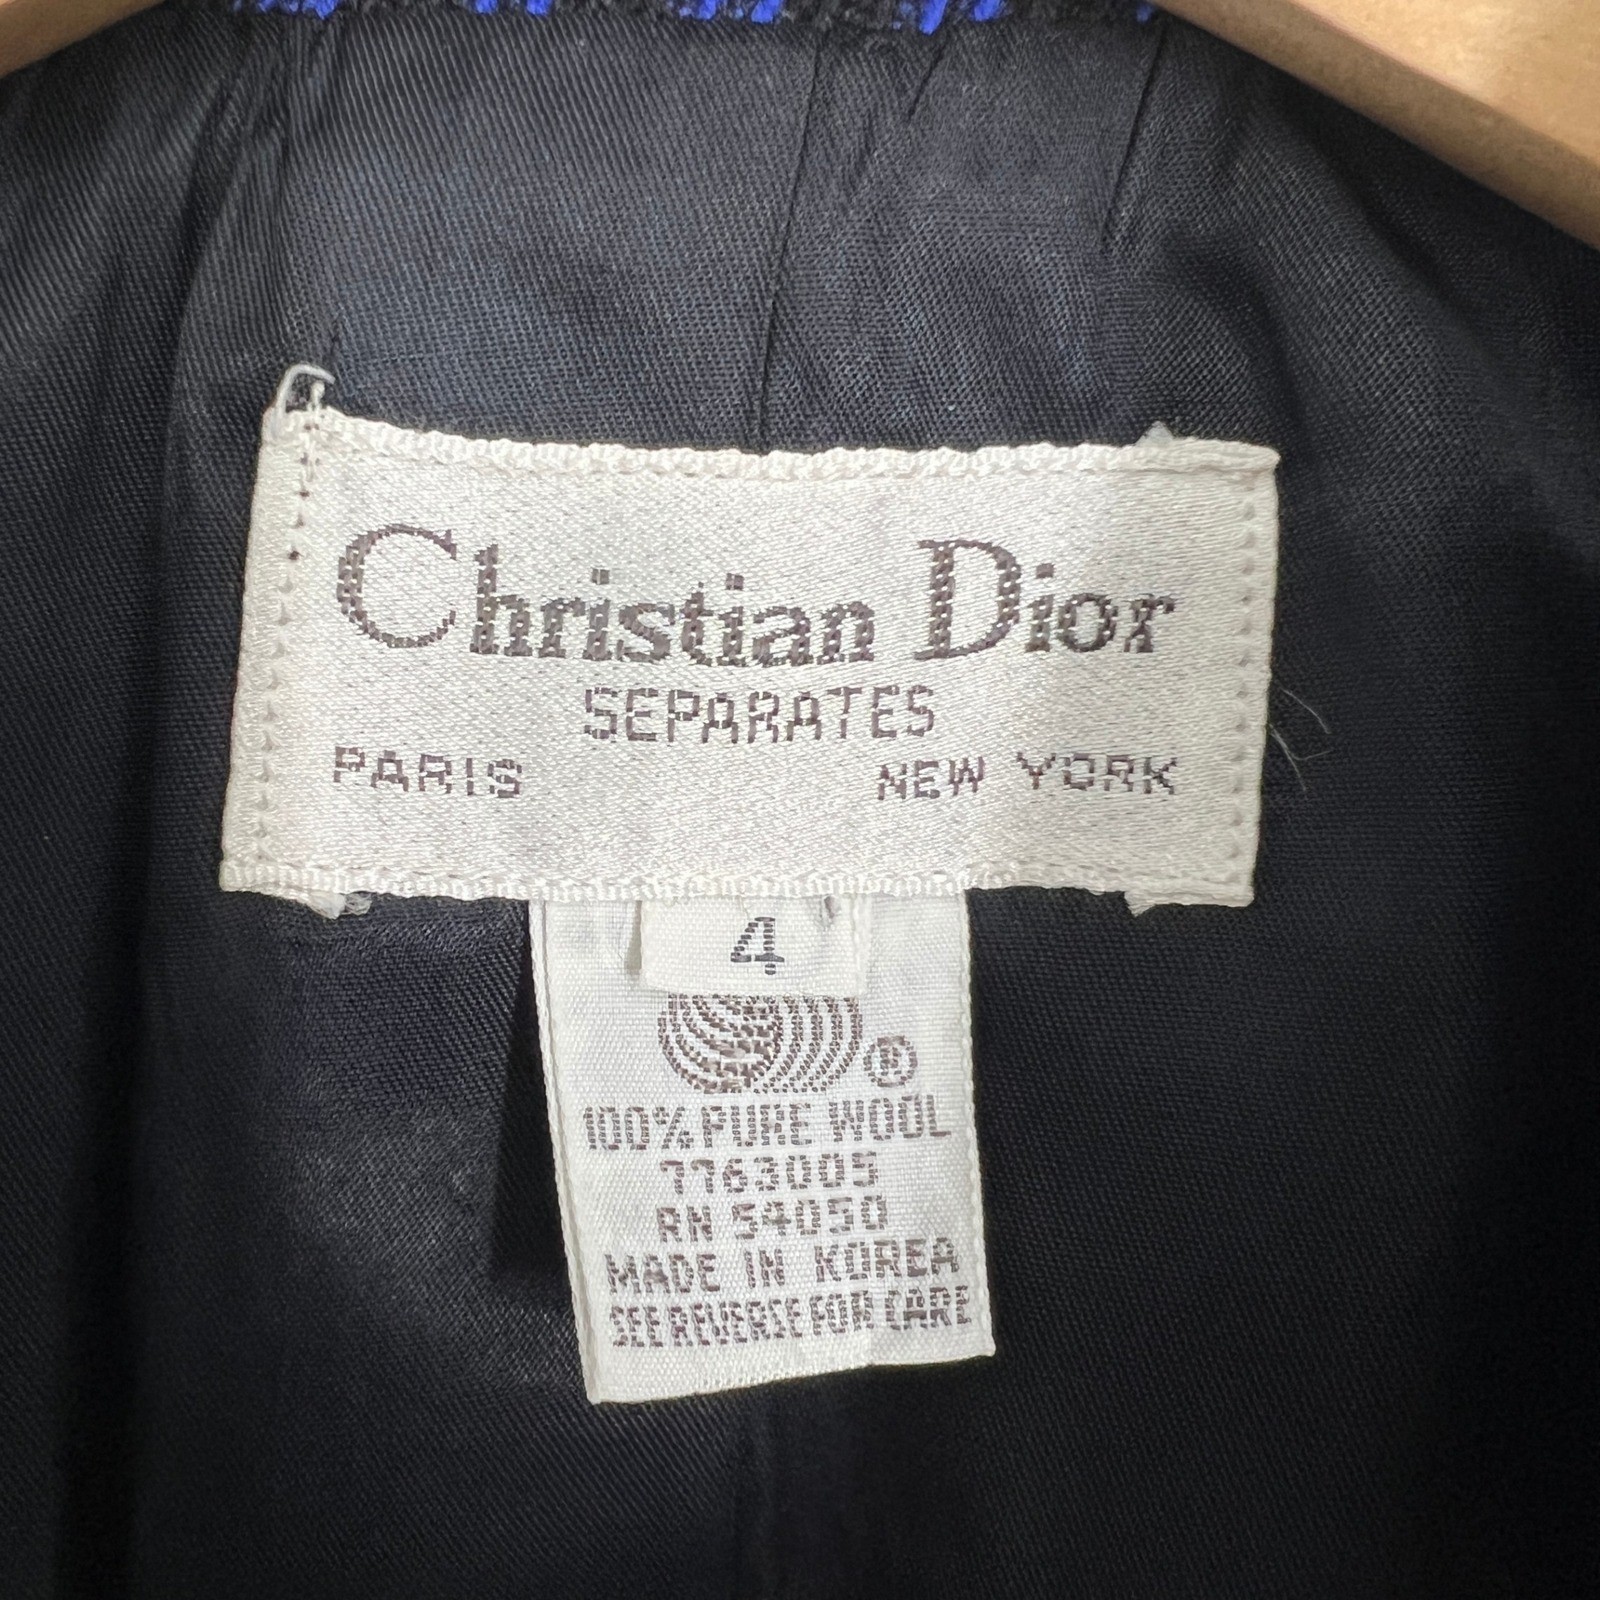 Christian Dior
SEPARATES
PARIS NEW YORK
4
®
100% PURE WOOL
7763005
RN 54050
MADE IN KOREA
SEE REVERSE FOR CARE